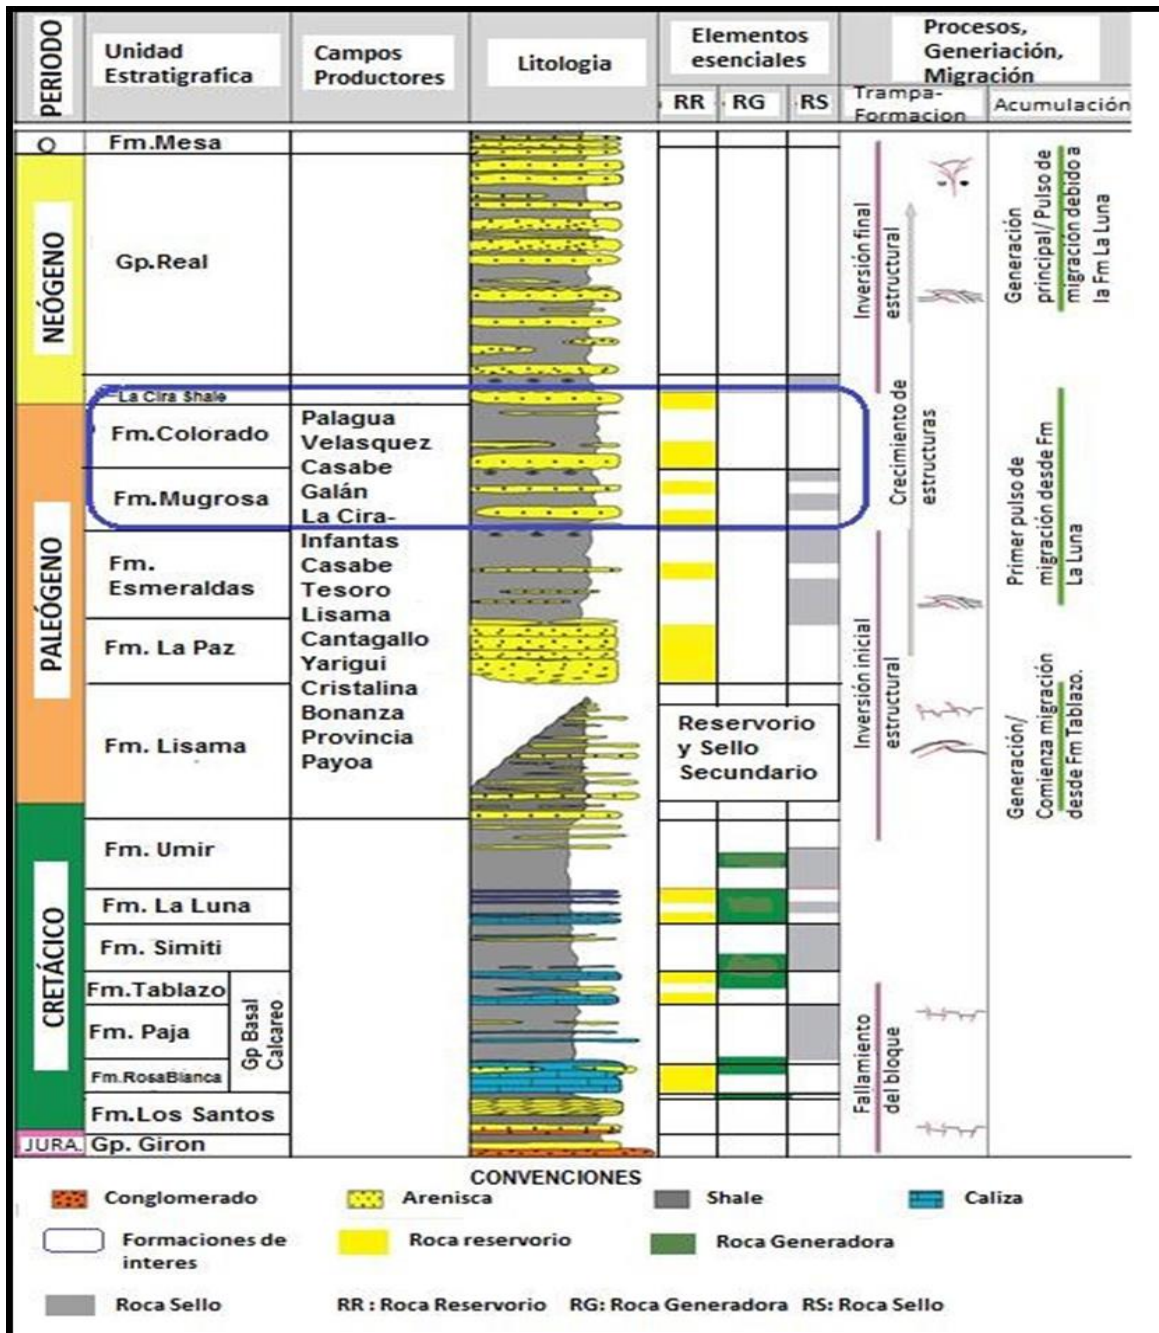 PERIODO
Unidad
Estratigrafica
Campos
Productores
Litologia
Elementos
esenciales
RR
RG
RS
Procesos,
Generiación,
Migración
Trampa-
Formacion
Acumulación
Fm.Mesa
NEÓGENO
Gp.Real
La Cira Shale
PALEÓGENO
Fm.Colorado
Fm.Mugrosa
Fm.
Esmeraldas
Fm. La Paz
Fm. Lisama
Palagua
Velasquez
Casabe
Galán
La Cira-
Infantas
Casabe
Tesoro
Lisama
Cantagallo
Yarigui
Cristalina
Bonanza
Provincia
Payoa
Reservorio
y Sello
Secundario
CRETÁCICO
Fm. Umir
Fm. La Luna
Fm. Simiti
Fm.Tablazo
Fm. Paja
Fm.RosaBlanca
Gp Basal
Calcareo
Fm.Los Santos
JURA.
Gp. Giron
Inversión final
estructural
Crecimiento de
estructuras
Inversión inicial
estructural
Fallamiento
del bloque
Generación
principal/ Pulso de
migración debido a
la Fm La Luna
Primer pulso de
migración desde Fm
La Luna
Generación/
Comienza migración
desde Fm Tablazo.
CONVENCIONES
Conglomerado
Arenisca
Shale
Caliza
Formaciones de
interes
Roca reservorio
Roca Generadora
Roca Sello
RR : Roca Reservorio RG: Roca Generadora RS: Roca Sello